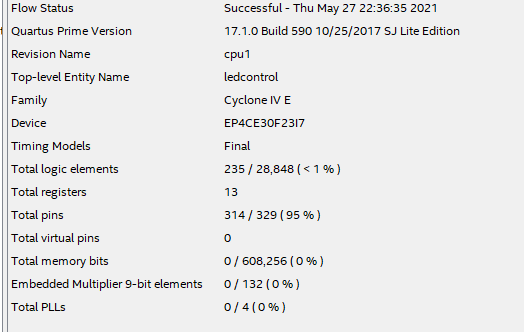 Flow Status Successful - Thu May 27 22:36:35 2021
Quartus Prime Version 17.1.0 Build 590 10/25/2017 SJ Lite Edition
Revision Name cpu1
Top-level Entity Name ledcontrol
Family Cyclone IV E
Device EP4CE30F23I7
Timing Models Final
Total logic elements 235 / 28,848 ( < 1 % )
Total registers 13
Total pins 314 / 329 ( 95 % )
Total virtual pins 0
Total memory bits 0 / 608,256 ( 0 % )
Embedded Multiplier 9-bit elements 0 / 132 ( 0 % )
Total PLLs 0 / 4 ( 0 % )